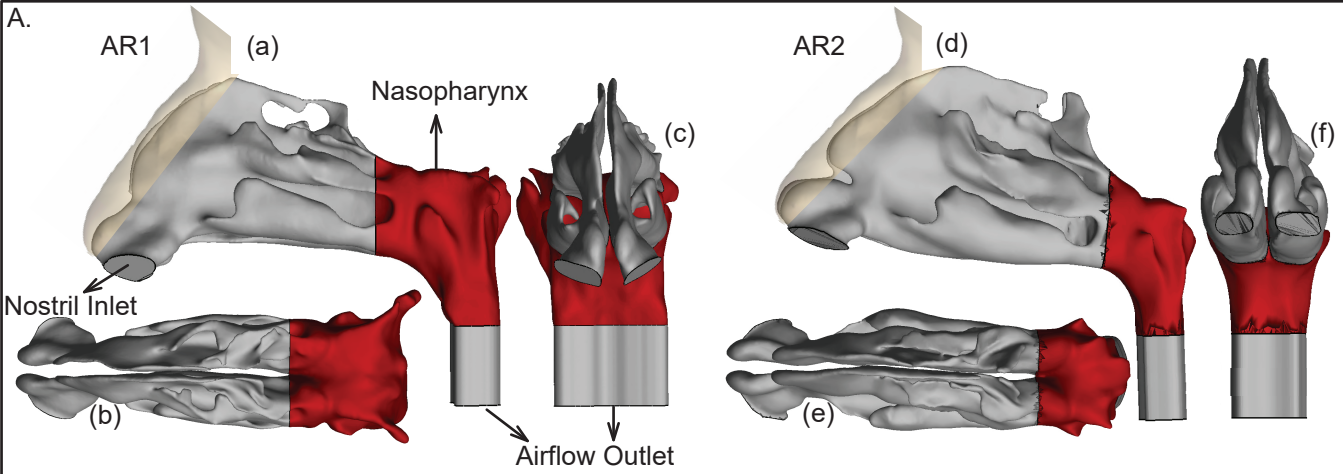 A.
AR1
(a)
Nasopharynx
(c)
Nostril Inlet
(b)
Airflow Outlet
AR2
(d)
(f)
(e)